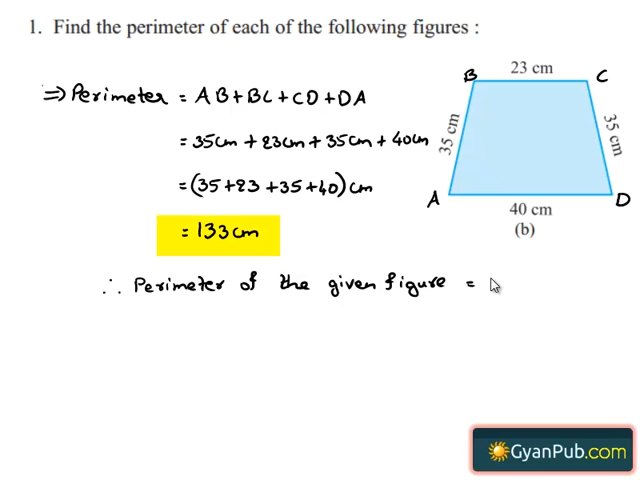 1. Find the perimeter of each of the following figures :
B 23 cm C
⇒ Perimeter = AB+BC+CD+DA
= 35cm + 23cm + 35cm + 40cm
35 cm
35 cm
= (35+23+35+40) cm
A D
40 cm
= 133 cm
(b)
∴ Perimeter of the given figure =
GyanPub.com